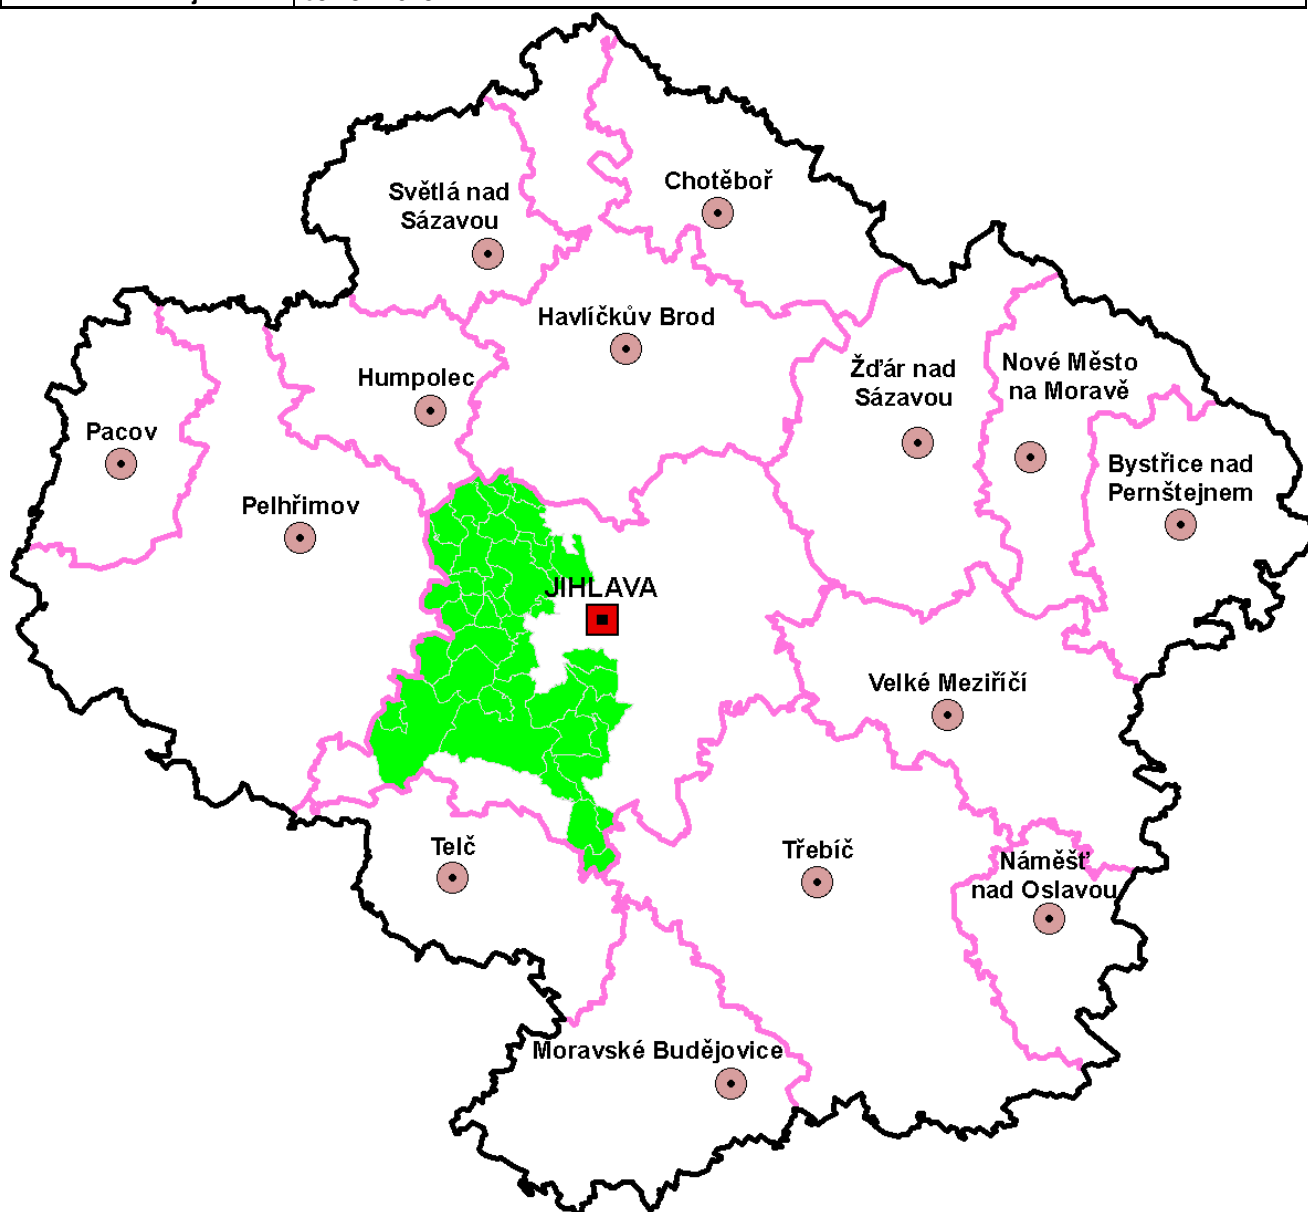 Chotěboř
Světlá nad
Sázavou
Havlíčkův Brod
Žďár nad
Sázavou
Nové Město
na Moravě
Humpolec
Pacov
Bystřice nad
Pernštejnem
Pelhřimov
JIHLAVA
Velké Meziříčí
Telč
Třebíč
Náměšť
nad Oslavou
Moravské Budějovice